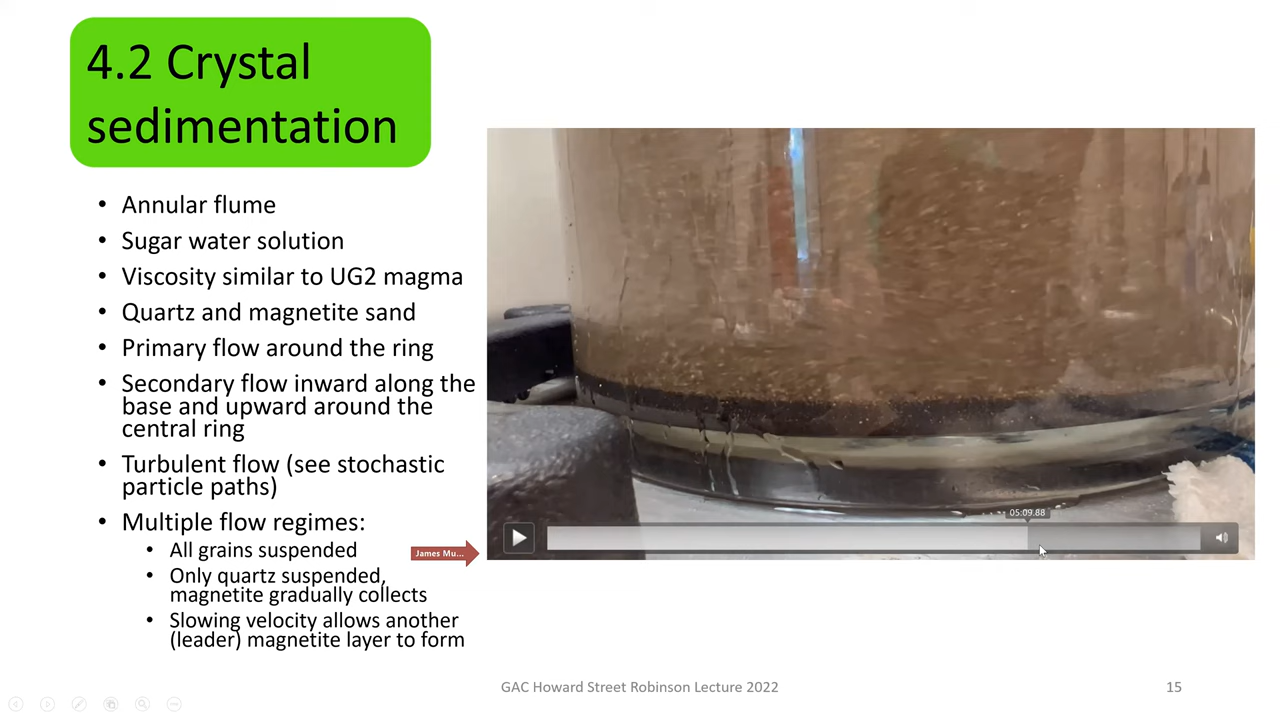 4.2 Crystal
sedimentation
• Annular flume
• Sugar water solution
• Viscosity similar to UG2 magma
• Quartz and magnetite sand
• Primary flow around the ring
• Secondary flow inward along the
base and upward around the
central ring
• Turbulent flow (see stochastic
particle paths)
• Multiple flow regimes:
• All grains suspended
• Only quartz suspended,
magnetite gradually collects
• Slowing velocity allows another
(leader) magnetite layer to form
James Mu...
05:09.88
GAC Howard Street Robinson Lecture 2022
15